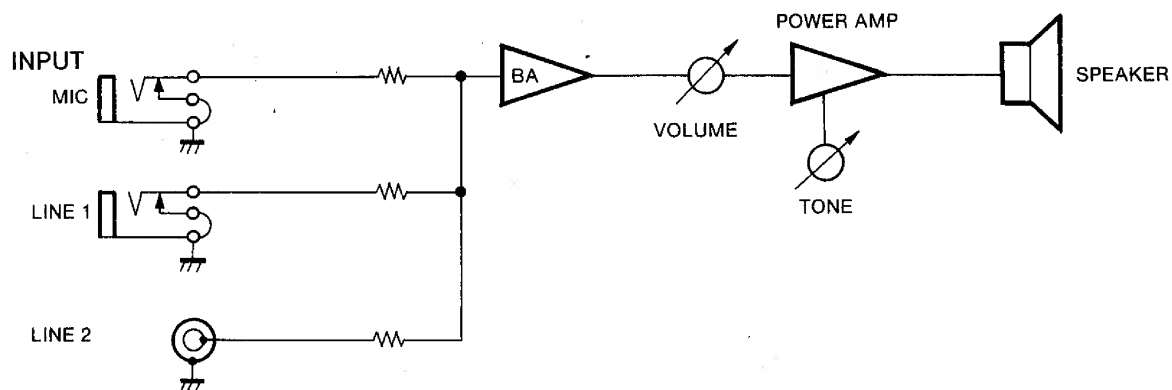 INPUT
MIC
LINE 1
LINE 2
BA
VOLUME
POWER AMP
TONE
SPEAKER